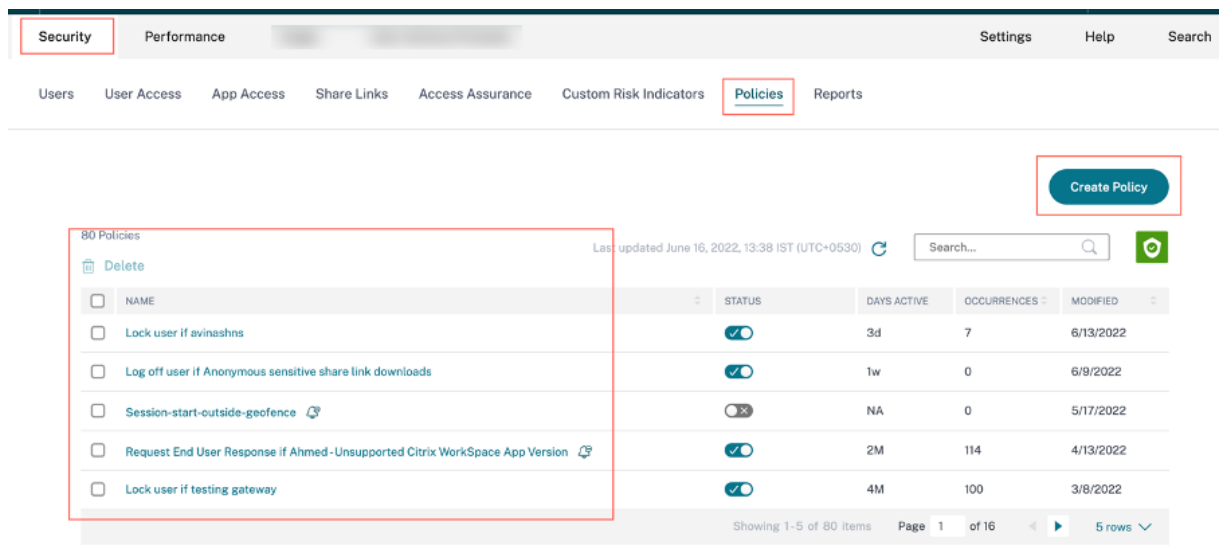 Security Performance Settings Help Search
Users User Access App Access Share Links Access Assurance Custom Risk Indicators Policies Reports
Create Policy
80 Policies
Last updated June 16, 2022, 13:38 IST (UTC+0530) Search...
Delete
NAME STATUS DAYS ACTIVE OCCURRENCES MODIFIED
Lock user if avinashns 3d 7 6/13/2022
Log off user if Anonymous sensitive share link downloads 1w 0 6/9/2022
Session-start-outside-geofence NA 0 5/17/2022
Request End User Response if Ahmed-Unsupported Citrix WorkSpace App Version 2M 114 4/13/2022
Lock user if testing gateway 4M 100 3/8/2022
Showing 1-5 of 80 items Page 1 of 16 5 rows